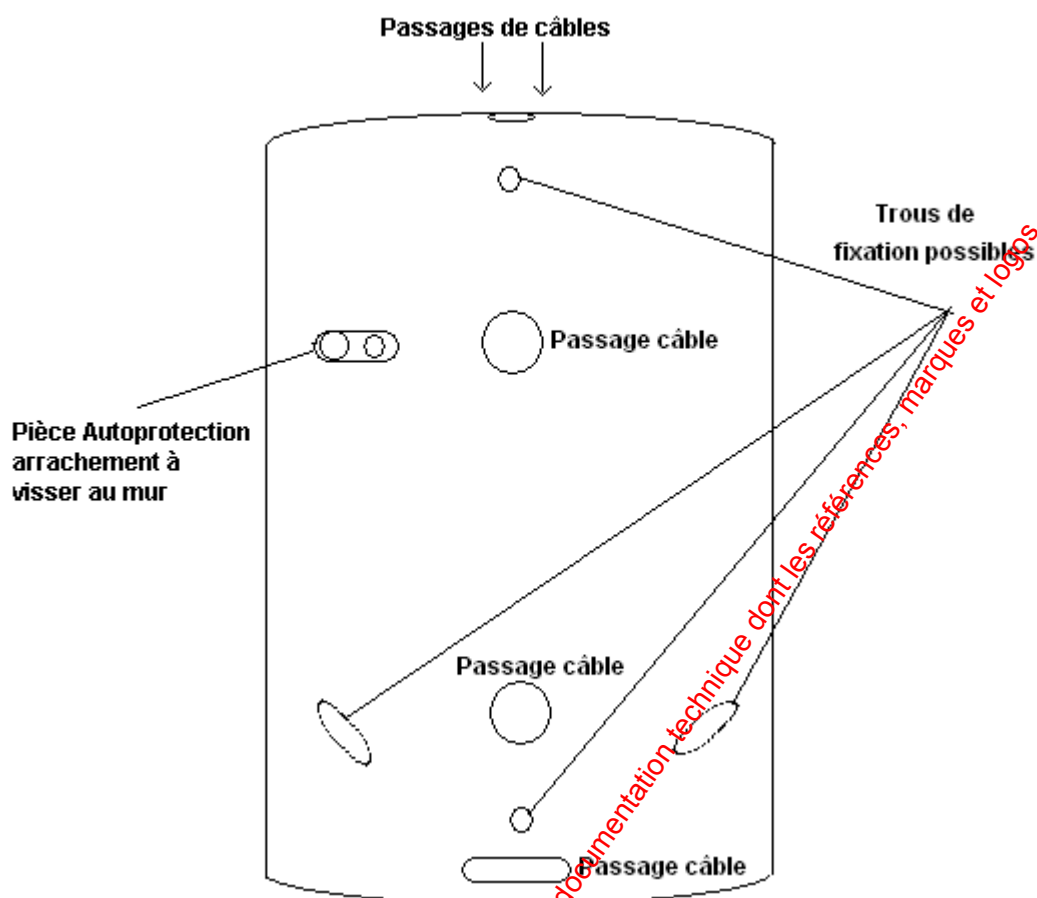 Passages de câbles
Trous de
fixation possibles
Passage câble
Pièce Autoprotection
arrachement à
visser au mur
Passage câble
Passage câble
documentation technique dont les références, marques et logos